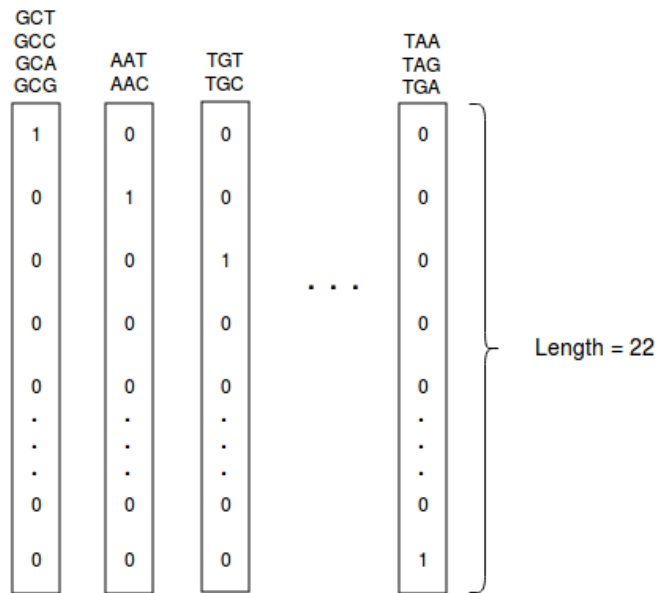 GCT
GCC
GCA AAT TGT TAA
GCG AAC TGC TAG
TGA
1 0 0 0
0 1 0 0
0 0 1 0
. . .
0 0 0 0
Length = 22
0 0 0 0
. . . .
. . . .
. . . .
0 0 0 0
0 0 0 1